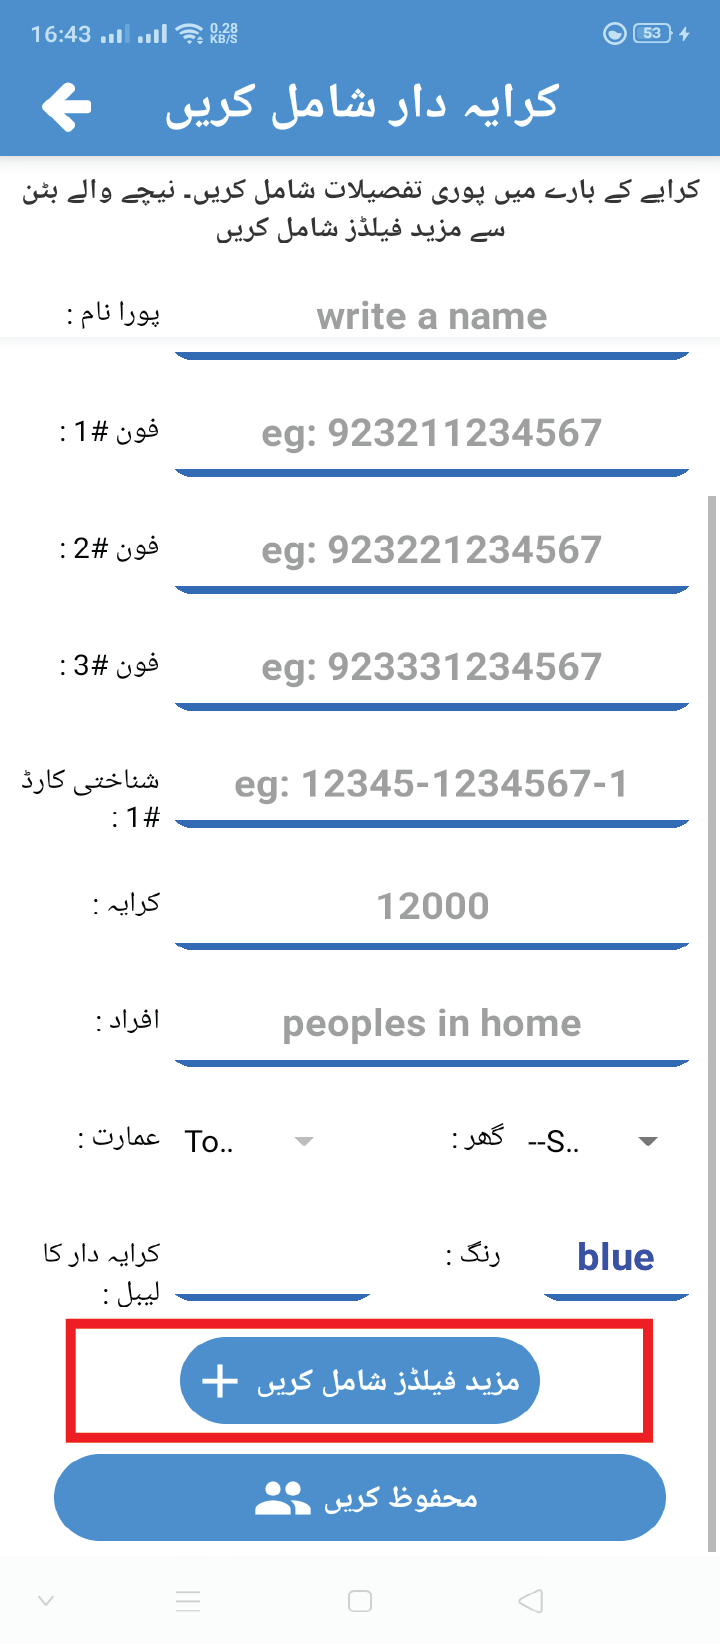 16:43
0.28
KB/S
53
کرایہ دار شامل کریں
کرایے کے بارے میں پوری تفصیلات شامل کریں۔ نیچے والے بٹن
سے مزید فیلڈز شامل کریں
پورا نام :
write a name
فون #1 :
eg: 923211234567
فون #2 :
eg: 923221234567
فون #3 :
eg: 923331234567
شناختی کارڈ
#1 :
eg: 12345-1234567-1
کرایہ :
12000
افراد :
peoples in home
عمارت :
To..
گھر :
--S..
کرایہ دار کا
لیبل :
رنگ :
blue
مزید فیلڈز شامل کریں
محفوظ کریں